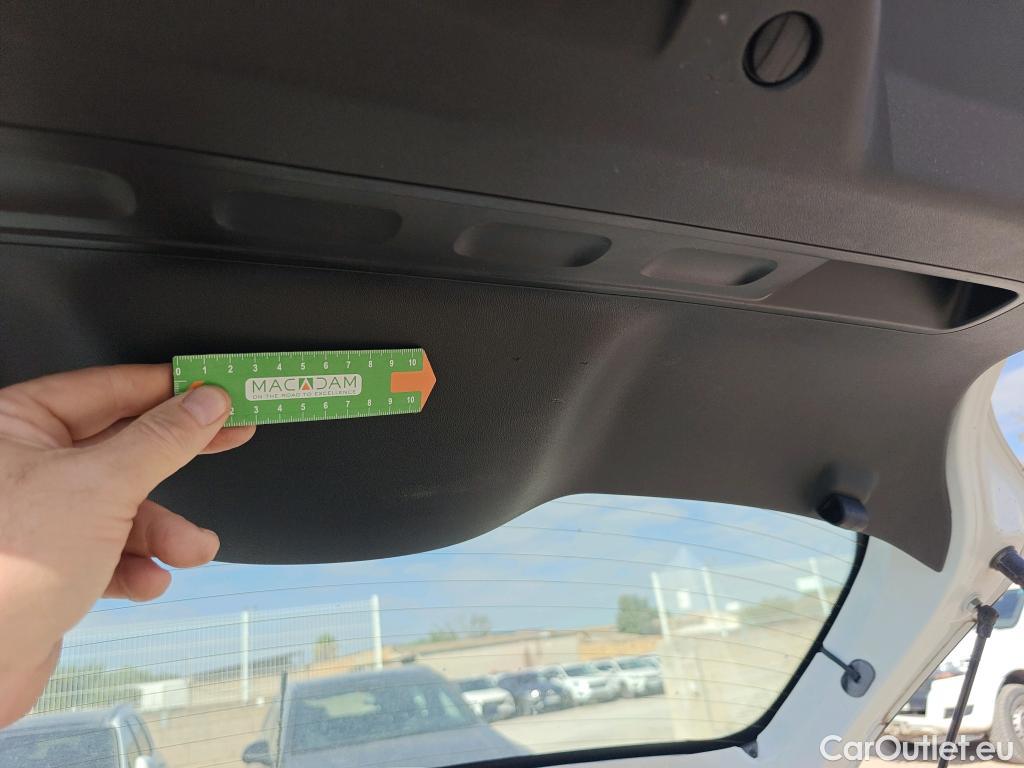 0 1 2 3 4 5 6 7 8 9 10
MACADAM
ON THE ROAD TO EXCELLENCE
2 3 4 5 6 7 8 9 10
CarOutlet.eu